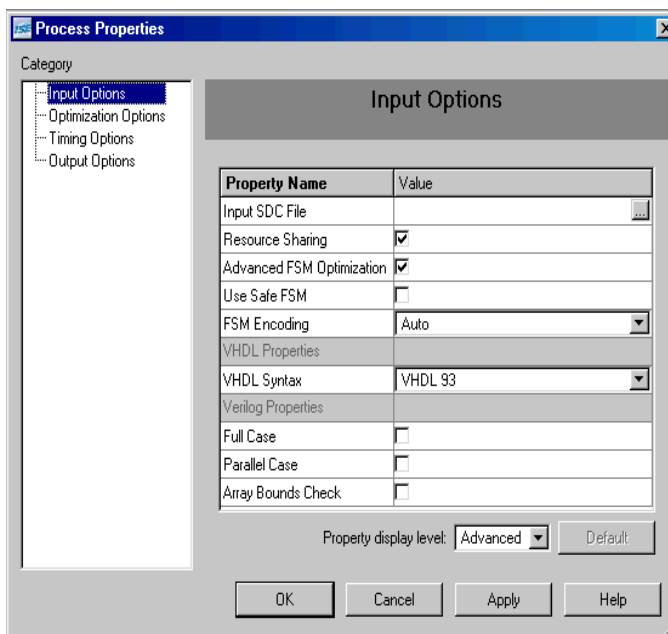 ISE Process Properties
Category
Input Options
Optimization Options
Timing Options
Output Options
Input Options
Property Name Value
Input SDC File ...
Resource Sharing
Advanced FSM Optimization
Use Safe FSM
FSM Encoding Auto
VHDL Properties
VHDL Syntax VHDL 93
Verilog Properties
Full Case
Parallel Case
Array Bounds Check
Property display level: Advanced Default
OK Cancel Apply Help